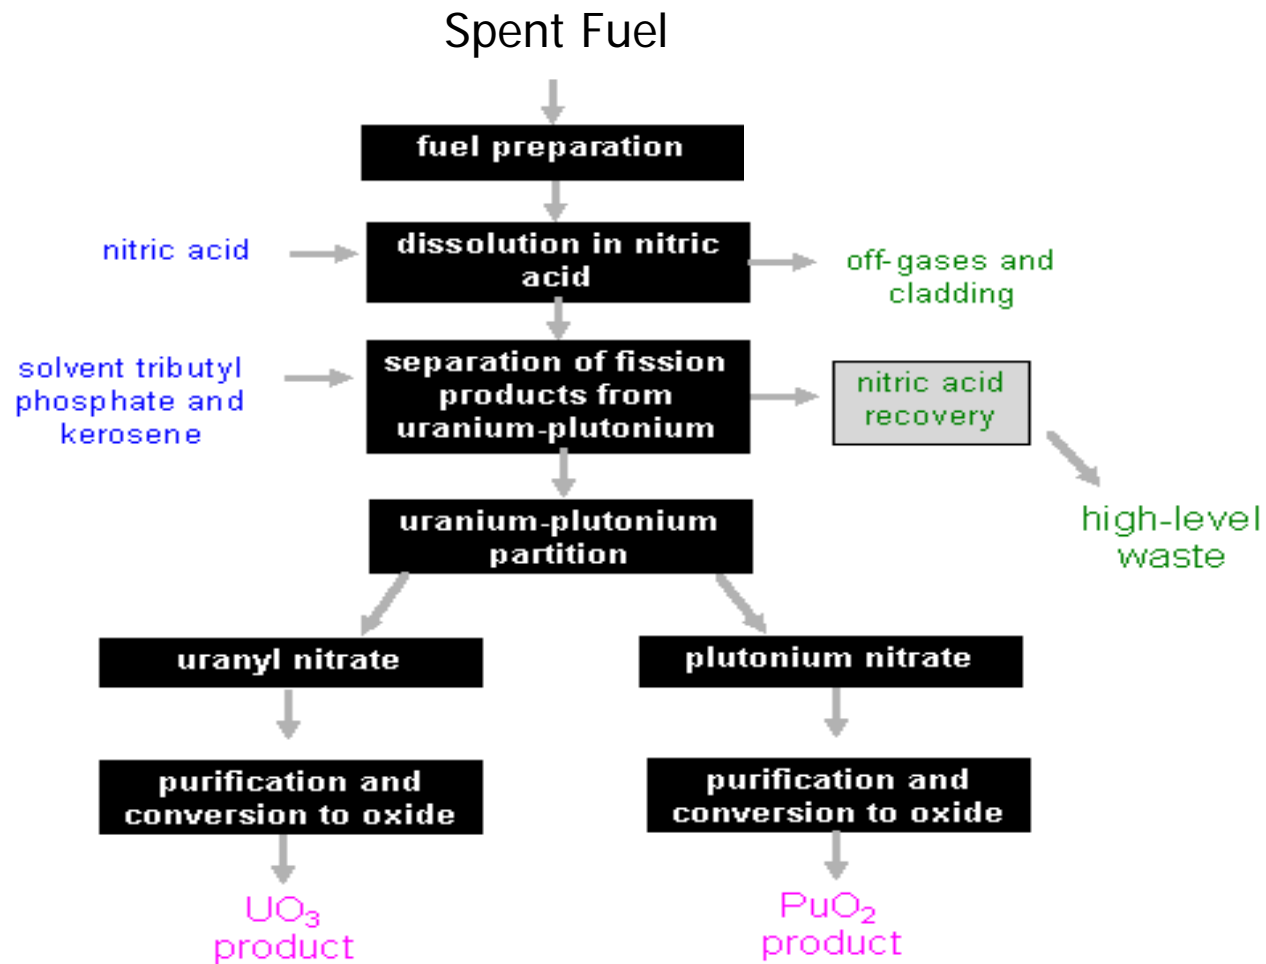 Spent Fuel
fuel preparation
nitric acid
dissolution in nitric
acid
off-gases and
cladding
solvent tributyl
phosphate and
kerosene
separation of fission
products from
uranium-plutonium
nitric acid
recovery
high-level
waste
uranium-plutonium
partition
uranyl nitrate
plutonium nitrate
purification and
conversion to oxide
purification and
conversion to oxide
UO₃
product
PuO₂
product